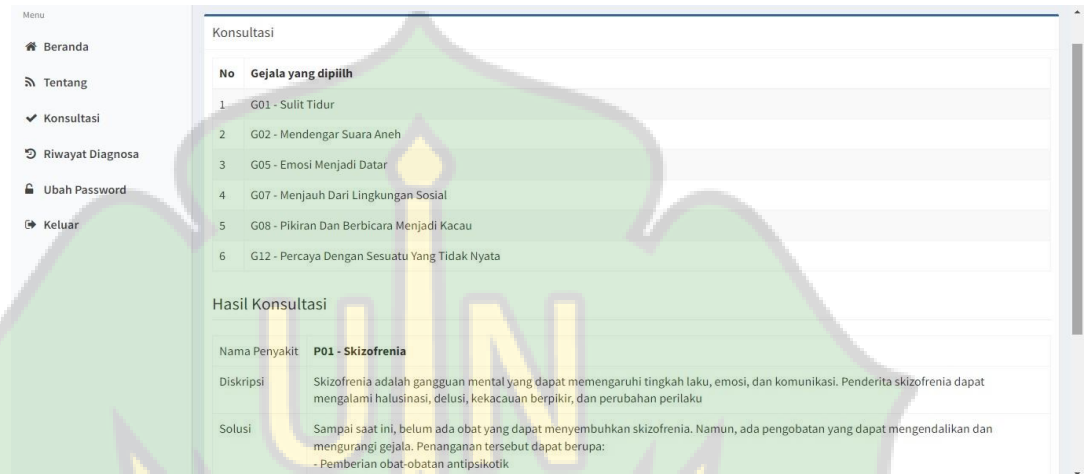 Menu
Beranda
Tentang
Konsultasi
Riwayat Diagnosa
Ubah Password
Keluar
Konsultasi
No Gejala yang dipiilh
1 G01 - Sulit Tidur
2 G02 - Mendengar Suara Aneh
3 G05 - Emosi Menjadi Datar
4 G07 - Menjauh Dari Lingkungan Sosial
5 G08 - Pikiran Dan Berbicara Menjadi Kacau
6 G12 - Percaya Dengan Sesuatu Yang Tidak Nyata
Hasil Konsultasi
Nama Penyakit P01 - Skizofrenia
Diskripsi Skizofrenia adalah gangguan mental yang dapat memengaruhi tingkah laku, emosi, dan komunikasi. Penderita skizofrenia dapat
mengalami halusinasi, delusi, kekacauan berpikir, dan perubahan perilaku
Solusi Sampai saat ini, belum ada obat yang dapat menyembuhkan skizofrenia. Namun, ada pengobatan yang dapat mengendalikan dan
mengurangi gejala. Penanganan tersebut dapat berupa:
- Pemberian obat-obatan antipsikotik
UIN